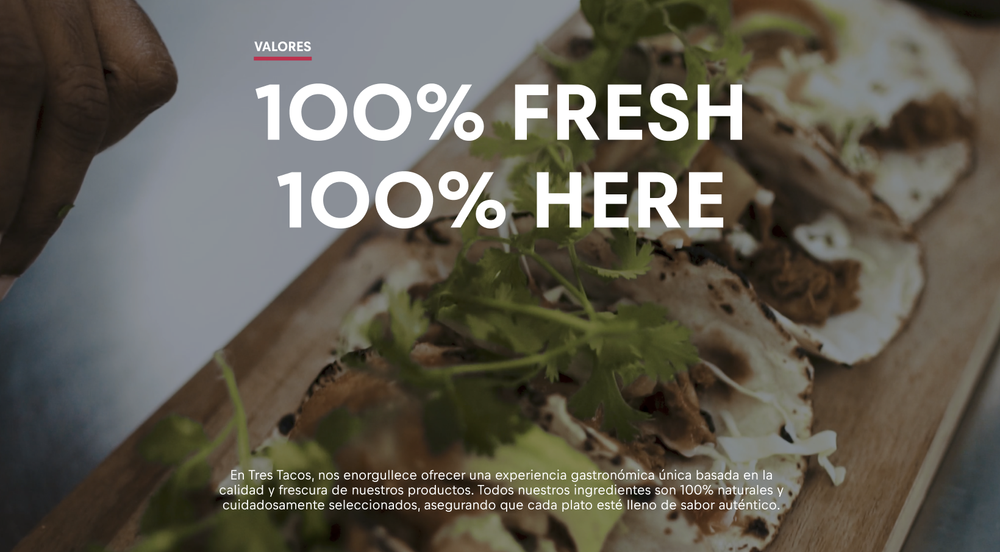 VALORES
100% FRESH
100% HERE
En Tres Tacos, nos enorgullece ofrecer una experiencia gastronómica única basada en la
calidad y frescura de nuestros productos. Todos nuestros ingredientes son 100% naturales y
cuidadosamente seleccionados, asegurando que cada plato esté lleno de sabor auténtico.